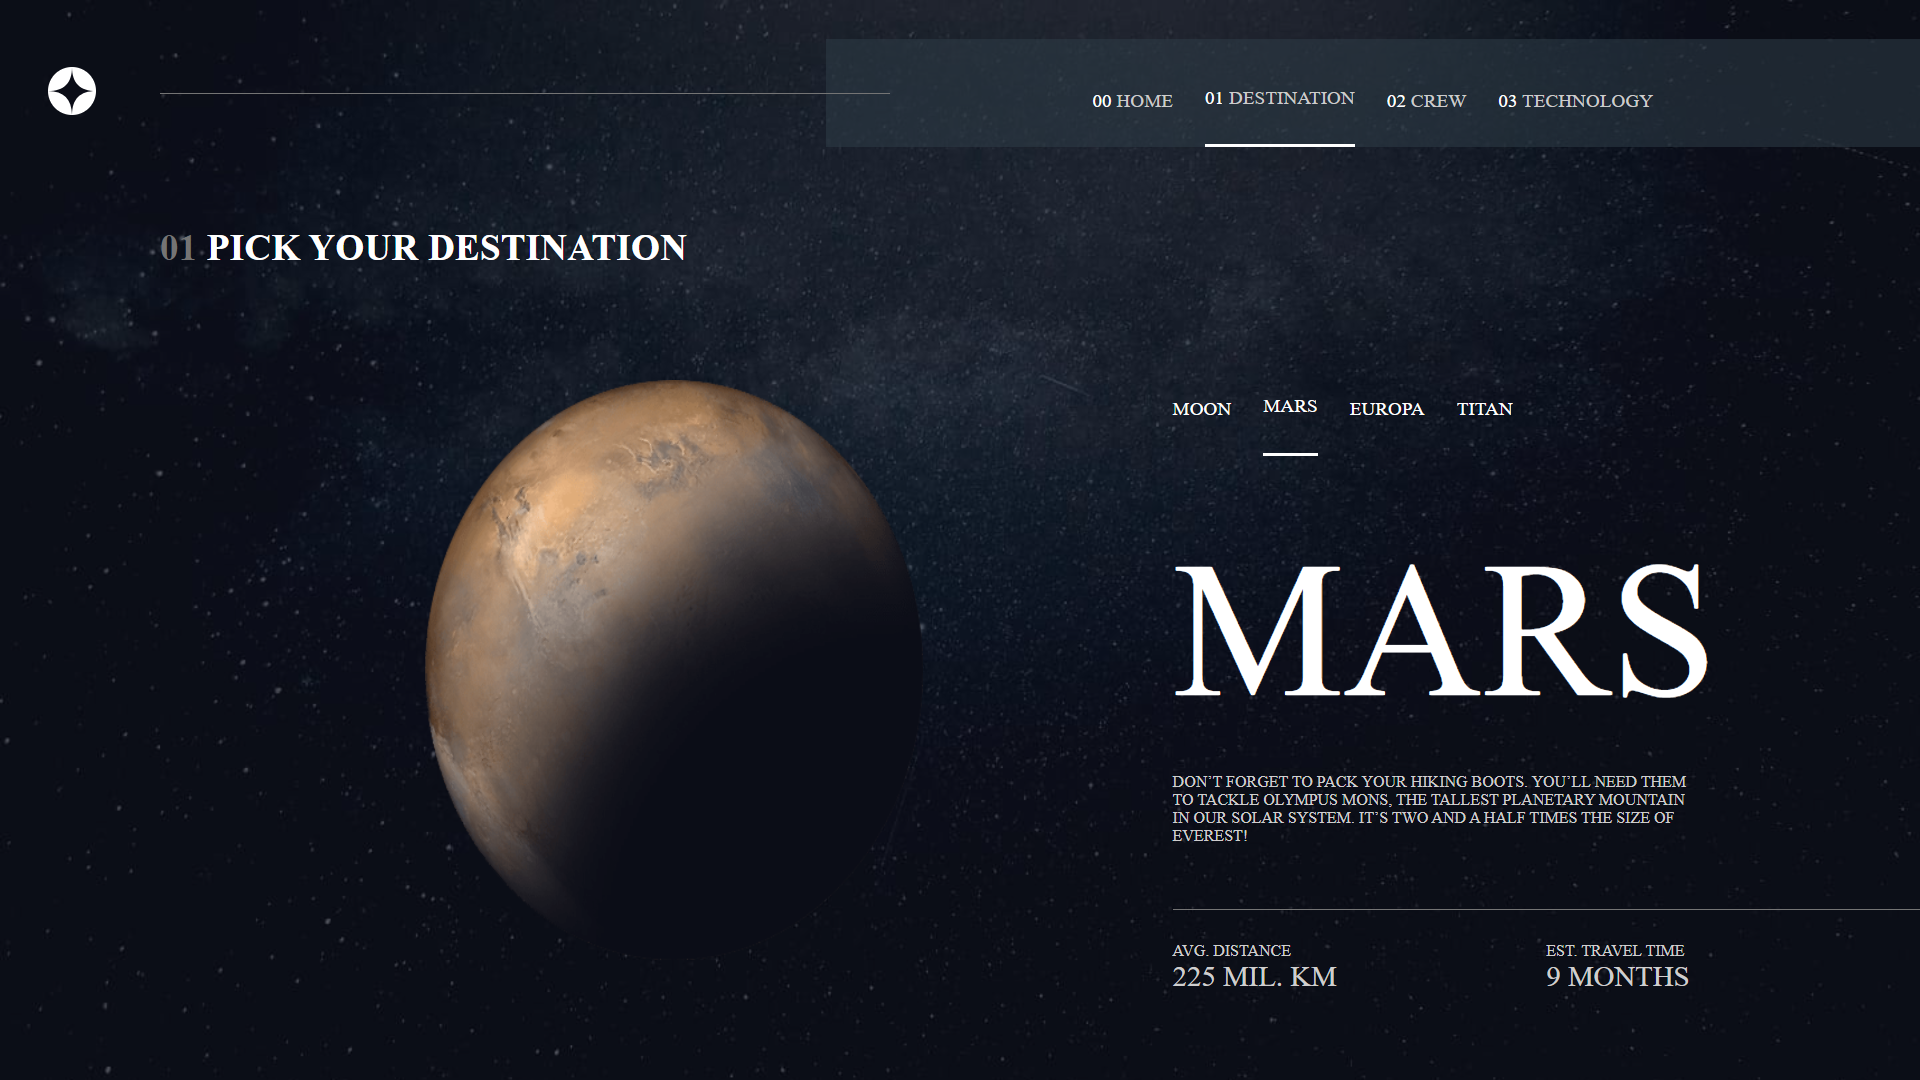 00 HOME 01 DESTINATION 02 CREW 03 TECHNOLOGY
01 PICK YOUR DESTINATION
MOON MARS EUROPA TITAN
MARS
DON’T FORGET TO PACK YOUR HIKING BOOTS. YOU’LL NEED THEM
TO TACKLE OLYMPUS MONS, THE TALLEST PLANETARY MOUNTAIN
IN OUR SOLAR SYSTEM. IT’S TWO AND A HALF TIMES THE SIZE OF
EVEREST!
AVG. DISTANCE
225 MIL. KM
EST. TRAVEL TIME
9 MONTHS